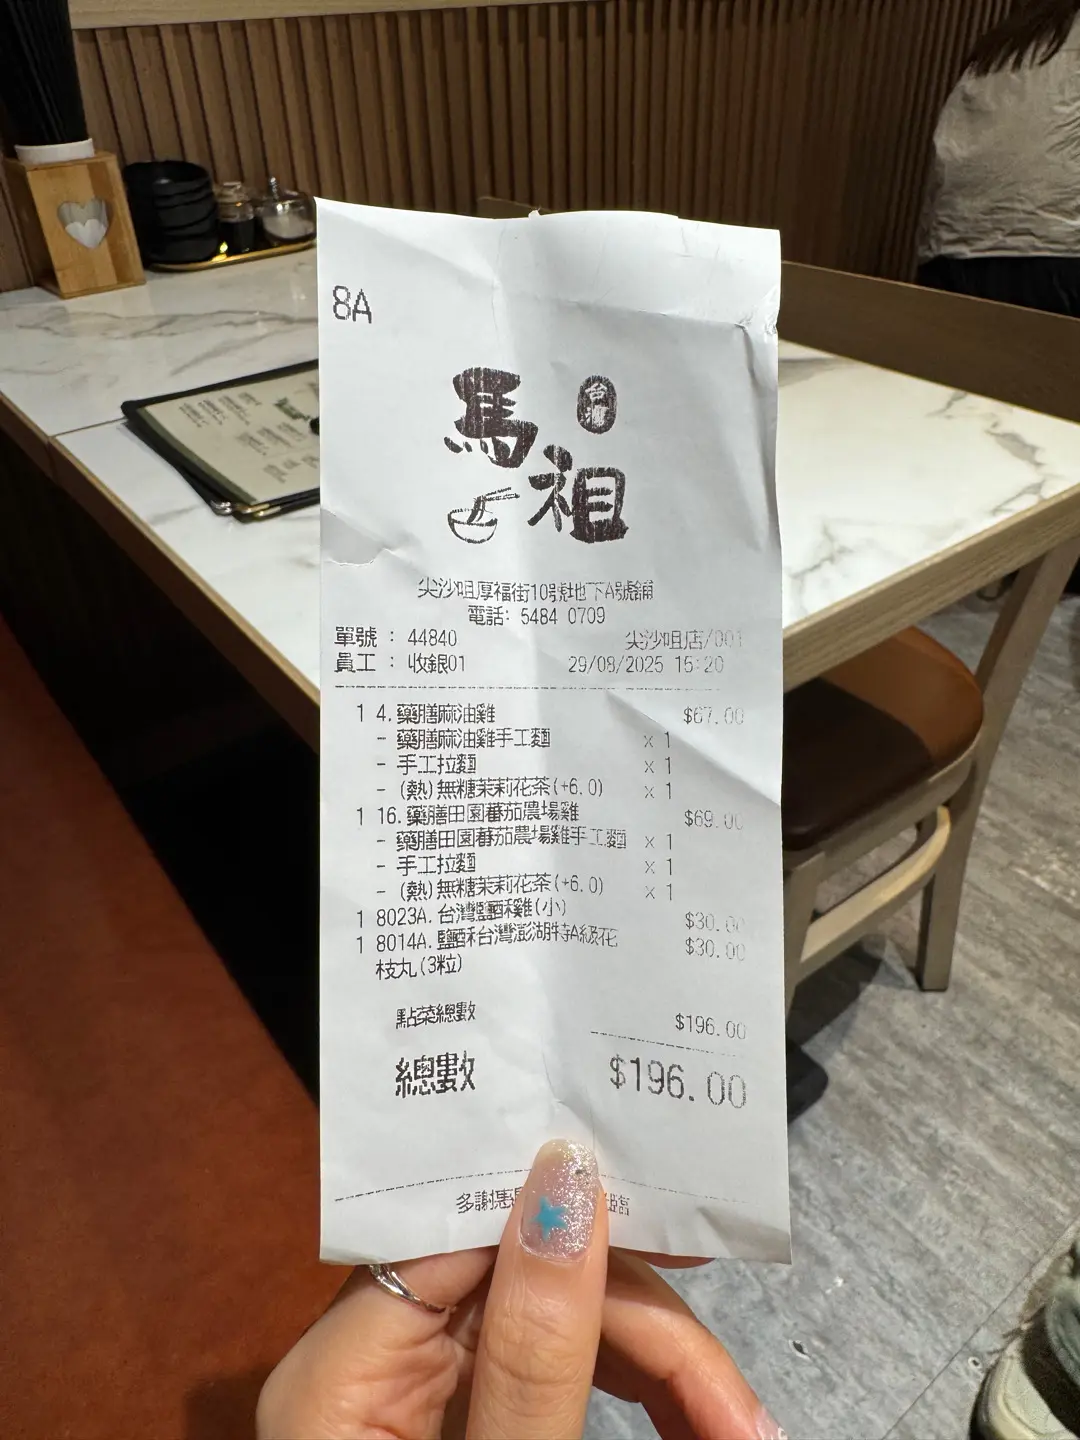 8A
馬祖
台灣
尖沙咀厚福街10號地下A號舖
電話: 5484 0709
單號 : 44840 尖沙咀店/001
員工 : 收銀01 29/08/2025 15:20
1 4. 藥膳麻油雞 $67.00
- 藥膳麻油雞手工麵 x 1
- 手工拉麵 x 1
- (熱)無糖茉莉花茶(+6.0) x 1
1 16. 藥膳田園蕃茄農場雞 $69.00
- 藥膳田園蕃茄農場雞手工麵 x 1
- 手工拉麵 x 1
- (熱)無糖茉莉花茶(+6.0) x 1
1 8023A. 台灣鹽酥雞(小) $30.00
1 8014A. 鹽酥台灣澎湖特A級花 $30.00
枝丸(3粒)
點菜總數 $196.00
總數 $196.00
多謝惠
臨